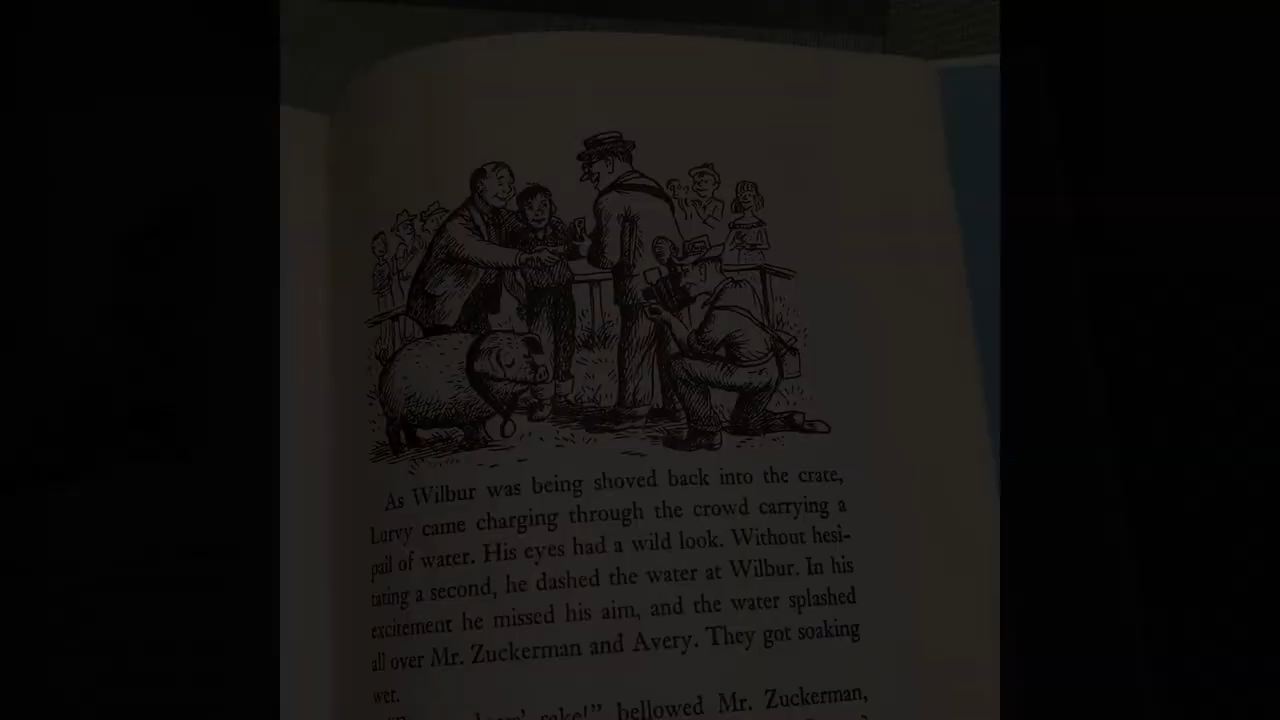 As Wilbur was being shoved back into the crate,
Lurvy came charging through the crowd carrying a
pail of water. His eyes had a wild look. Without hesi-
tating a second, he dashed the water at Wilbur. In his
excitement he missed his aim, and the water splashed
all over Mr. Zuckerman and Avery. They got soaking
wet.
sake!” bellowed Mr. Zuckerman,